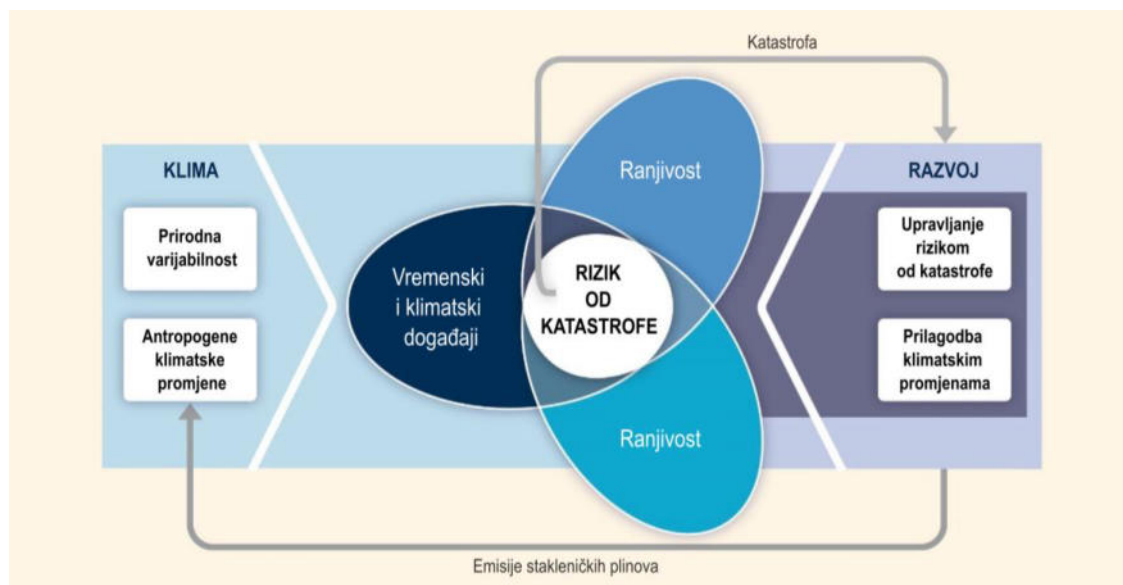 Katastrofa
KLIMA
Prirodna
varijabilnost
Antropogene
klimatske
promjene
Vremenski
i klimatski
događaji
Ranjivost
RIZIK
OD
KATASTROFE
Ranjivost
RAZVOJ
Upravljanje
rizikom
od katastrofe
Prilagodba
klimatskim
promjenama
Emisije stakleničkih plinova